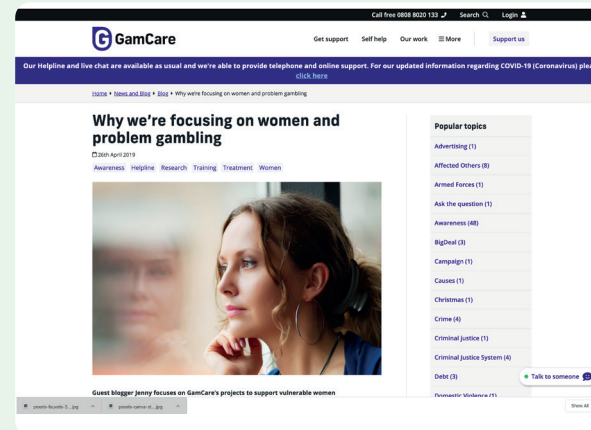 Call free 0808 8020 133 Search Login
GamCare
Get support Self help Our work More Support us
Our Helpline and live chat are available as usual and we're able to provide telephone and online support. For our updated information regarding COVID-19 (Coronavirus) plea
click here
Home News and Blog Blog Why we're focusing on women and problem gambling
Why we're focusing on women and
problem gambling
26th April 2019
Awareness Helpline Research Training Treatment Women
Guest blogger Jenny focuses on GamCare's projects to support vulnerable women
Popular topics
Advertising (1)
Affected Others (8)
Armed Forces (1)
Ask the question (1)
Awareness (48)
BigDeal (3)
Campaign (1)
Causes (1)
Christmas (1)
Crime (4)
Criminal Justice (1)
Criminal Justice System (4)
Debt (3)
Domestic Violence (1)
Talk to someone
Show All